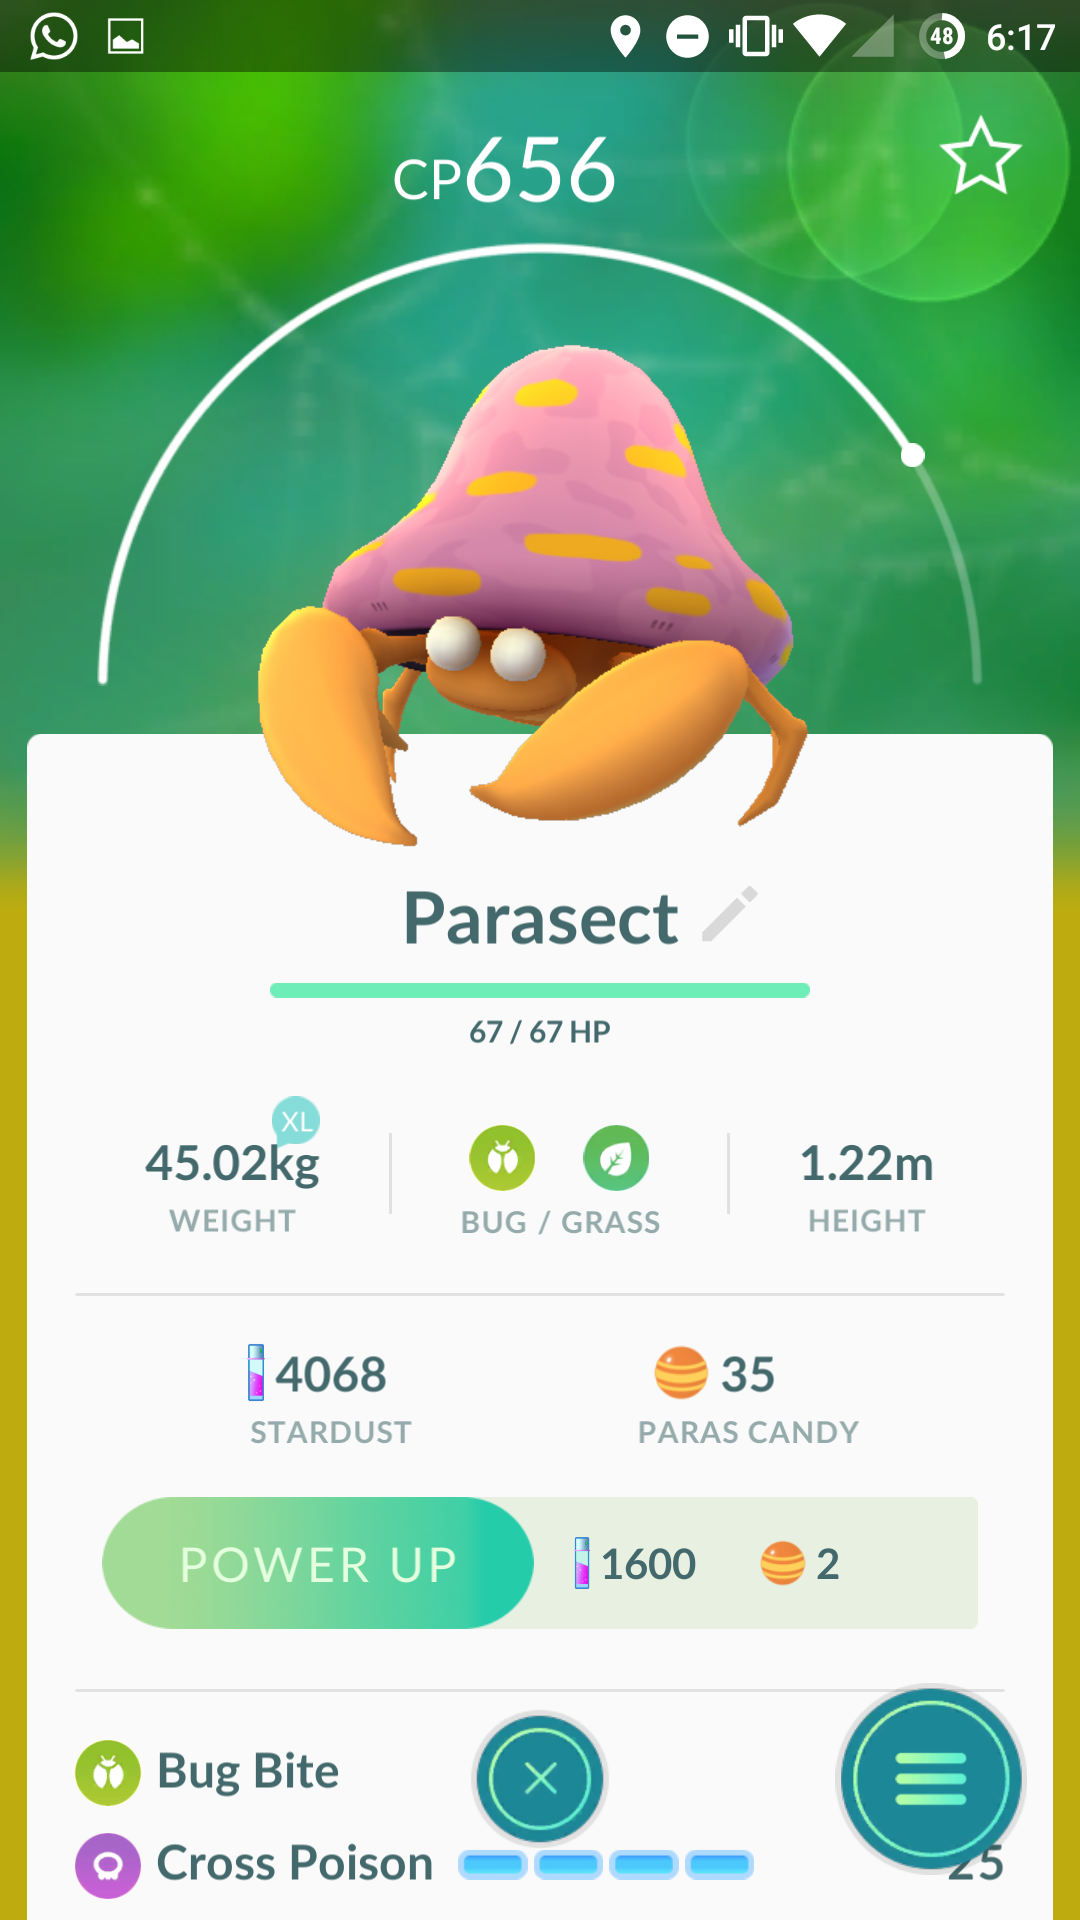 48 6:17
CP656
Parasect
67 / 67 HP
XL
45.02kg
WEIGHT
BUG / GRASS
1.22m
HEIGHT
4068
STARDUST
35
PARAS CANDY
POWER UP 1600 2
Bug Bite
Cross Poison 25